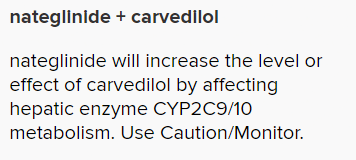 nateglinide + carvedilol
nateglinide will increase the level or
effect of carvedilol by affecting
hepatic enzyme CYP2C9/10
metabolism. Use Caution/Monitor.